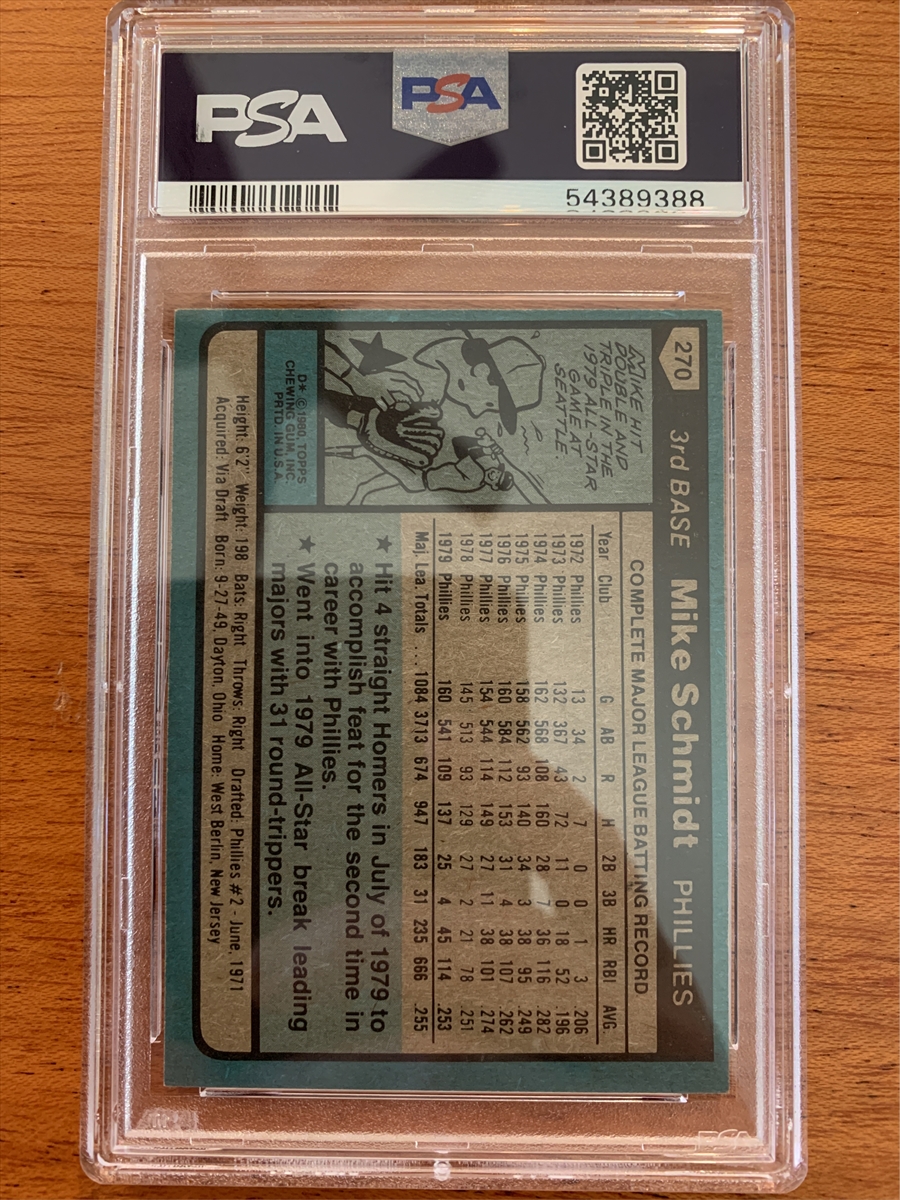 PSA
PSA
54389388
270 3rd BASE Mike Schmidt PHILLIES
MIKE HIT
DOUBLE AND
TRIPLE IN THE
1979 ALL-STAR
GAME AT
SEATTLE.
D* © 1980, TOPPS
CHEWING GUM, INC.
PRTD. IN U.S.A.
COMPLETE MAJOR LEAGUE BATTING RECORD
Year Club G AB R H 2B 3B HR RBI AVG.
1972 Phillies 13 34 2 7 0 0 1 3 .206
1973 Phillies 132 367 43 72 11 0 18 52 .196
1974 Phillies 162 568 108 160 28 7 36 116 .282
1975 Phillies 158 562 93 140 34 3 38 95 .249
1976 Phillies 160 584 112 153 31 4 38 107 .262
1977 Phillies 154 544 114 149 27 11 38 101 .274
1978 Phillies 145 513 93 129 27 2 21 78 .251
1979 Phillies 160 541 109 137 25 4 45 114 .253
Maj. Lea. Totals ... 1084 3713 674 947 183 31 235 666 .255
★ Hit 4 straight Homers in July of 1979 to
accomplish feat for the second time in
career with Phillies.
★ Went into 1979 All-Star break leading
majors with 31 round-trippers.
Height: 6'2" Weight: 198 Bats: Right Throws: Right Drafted: Phillies #2 - June, 1971
Acquired: Via Draft Born: 9-27-49, Dayton, Ohio Home: West Berlin, New Jersey
PSA